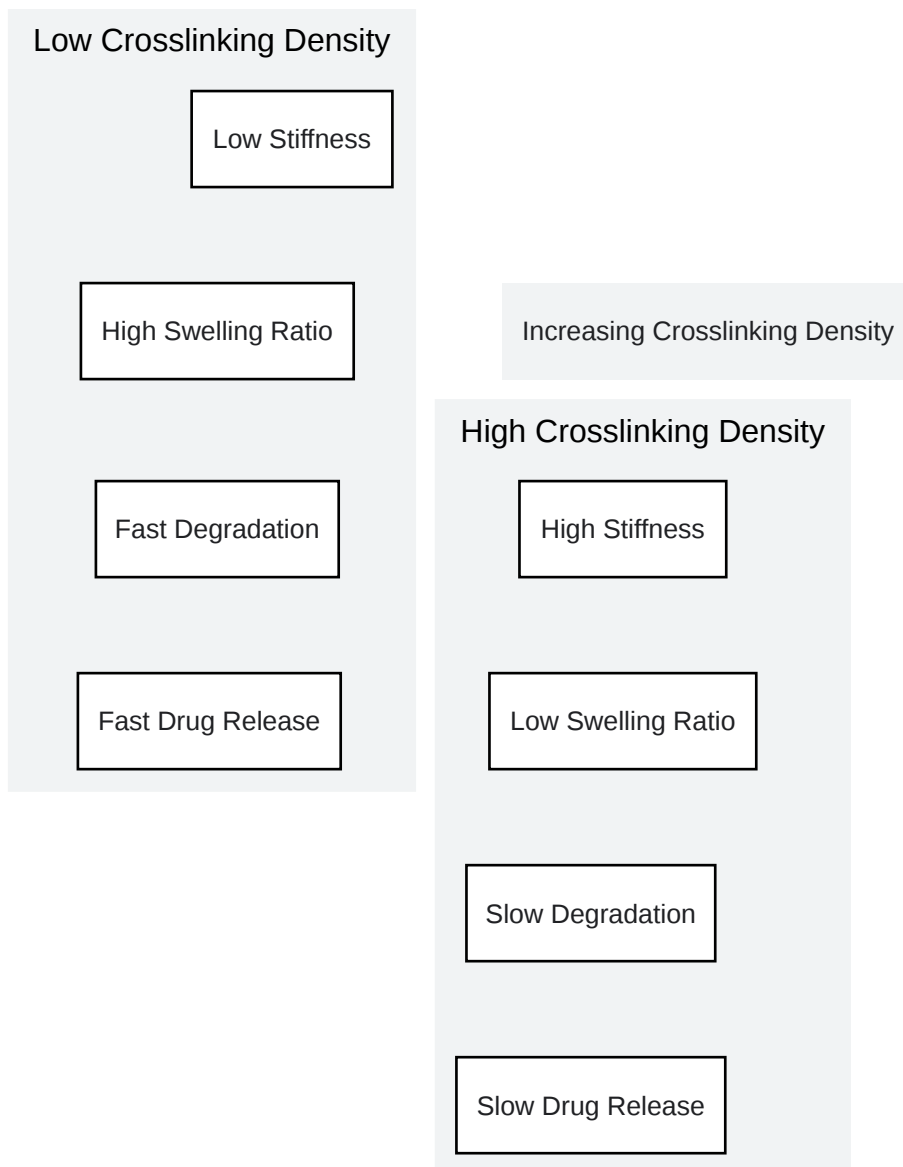 Low Crosslinking Density
Low Stiffness
High Swelling Ratio
Fast Degradation
Fast Drug Release
Increasing Crosslinking Density
High Crosslinking Density
High Stiffness
Low Swelling Ratio
Slow Degradation
Slow Drug Release